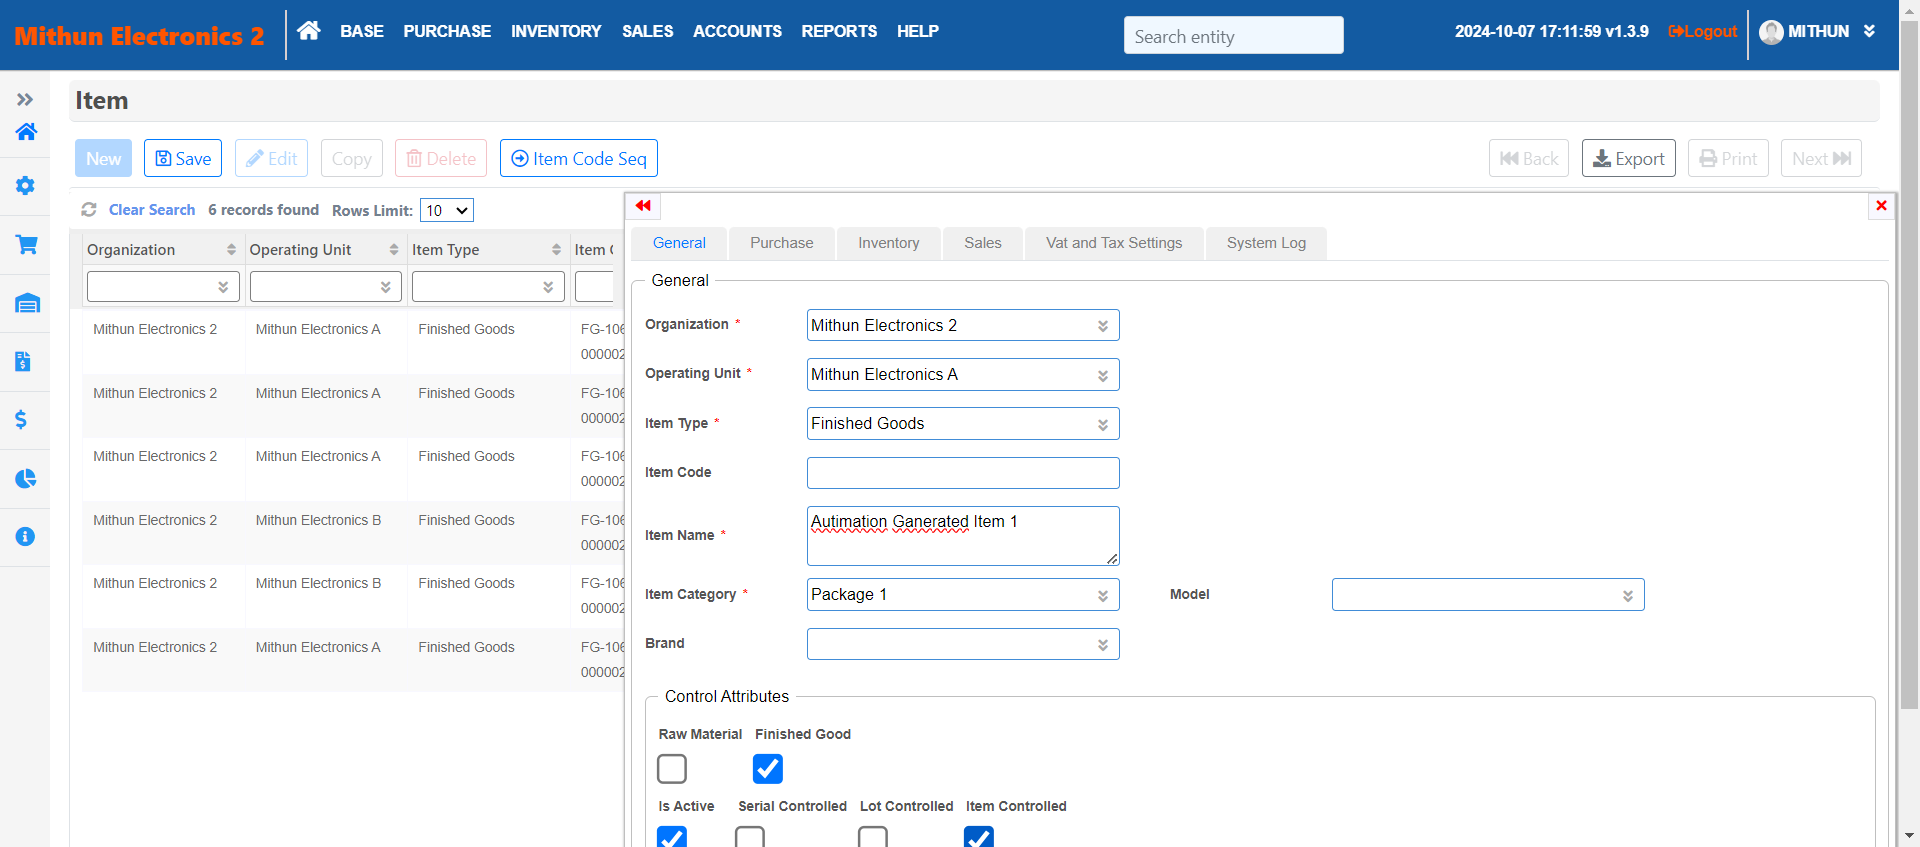 Mithun Electronics 2
BASE PURCHASE INVENTORY SALES ACCOUNTS REPORTS HELP
Search entity
2024-10-07 17:11:59 v1.3.9 Logout MITHUN
Item
New Save Edit Copy Delete Item Code Seq
Back Export Print Next
Clear Search 6 records found Rows Limit: 10
Organization Operating Unit Item Type Item C
Mithun Electronics 2 Mithun Electronics A Finished Goods FG-106
000002
Mithun Electronics 2 Mithun Electronics A Finished Goods FG-106
000002
Mithun Electronics 2 Mithun Electronics A Finished Goods FG-106
000002
Mithun Electronics 2 Mithun Electronics B Finished Goods FG-106
000002
Mithun Electronics 2 Mithun Electronics B Finished Goods FG-106
000002
Mithun Electronics 2 Mithun Electronics A Finished Goods FG-106
000002
General Purchase Inventory Sales Vat and Tax Settings System Log
General
Organization * Mithun Electronics 2
Operating Unit * Mithun Electronics A
Item Type * Finished Goods
Item Code
Item Name * Autimation Ganerated Item 1
Item Category * Package 1 Model
Brand
Control Attributes
Raw Material Finished Good
Is Active Serial Controlled Lot Controlled Item Controlled